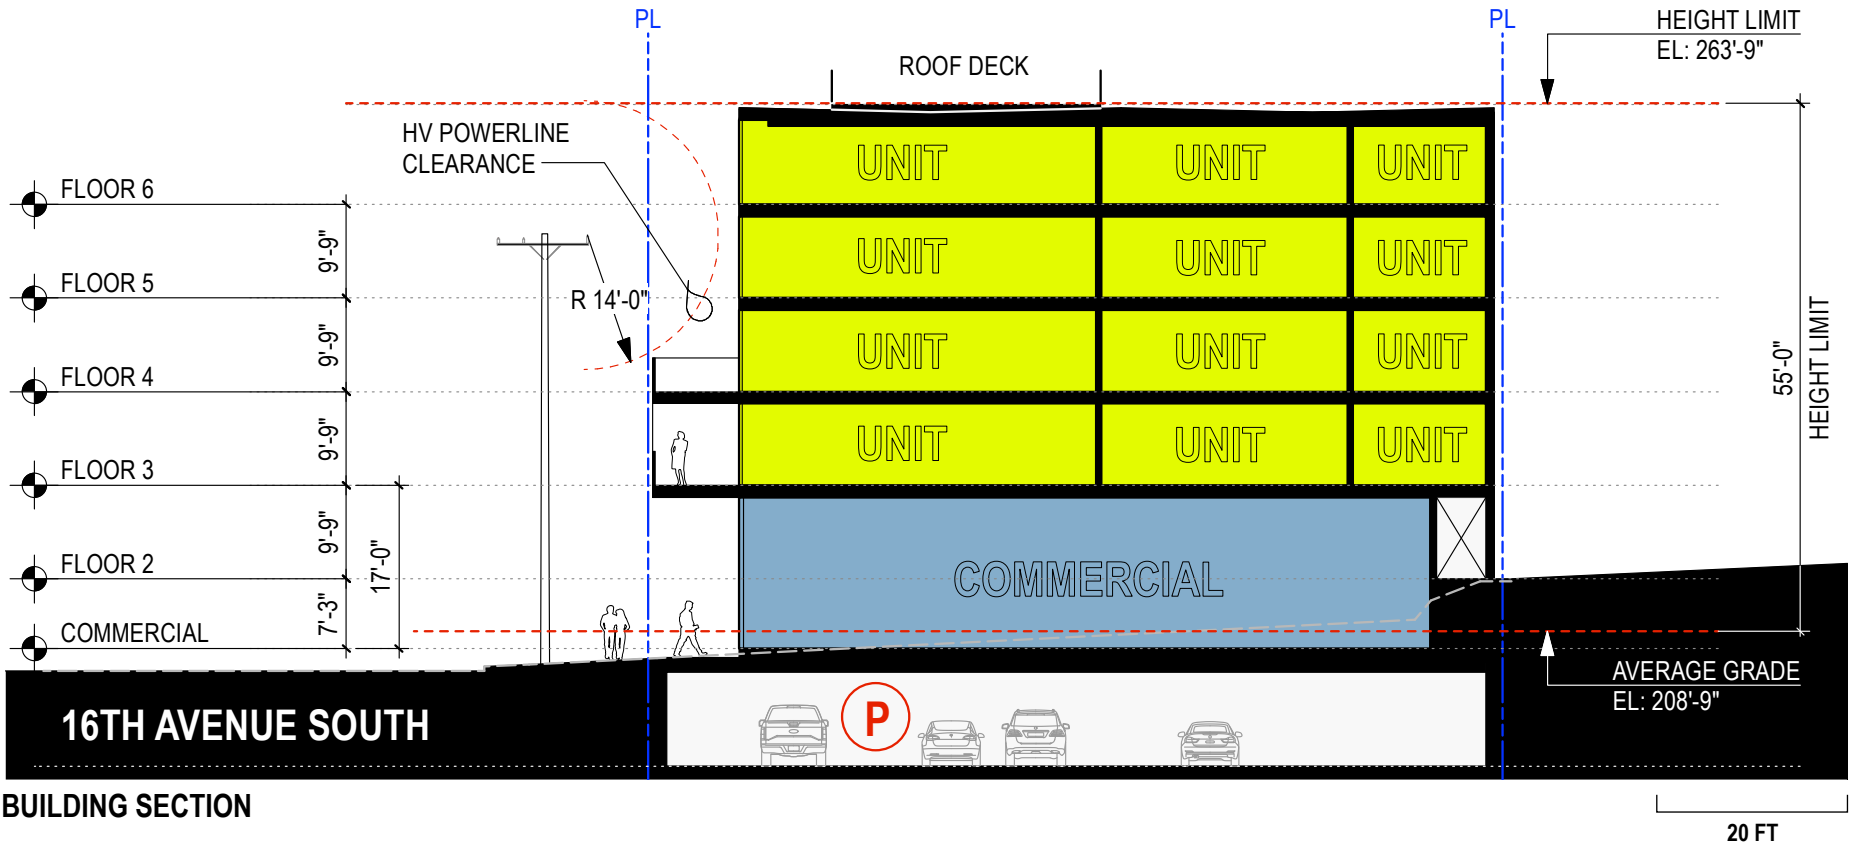 PL
PL
HEIGHT LIMIT
EL: 263'-9"
ROOF DECK
HV POWERLINE
CLEARANCE
UNIT
UNIT
UNIT
FLOOR 6
9'-9"
UNIT
UNIT
UNIT
FLOOR 5
R 14'-0"
9'-9"
UNIT
UNIT
UNIT
55'-0"
HEIGHT LIMIT
FLOOR 4
9'-9"
UNIT
UNIT
UNIT
FLOOR 3
9'-9"
17'-0"
FLOOR 2
COMMERCIAL
7'-3"
COMMERCIAL
AVERAGE GRADE
EL: 208'-9"
16TH AVENUE SOUTH
P
BUILDING SECTION
20 FT